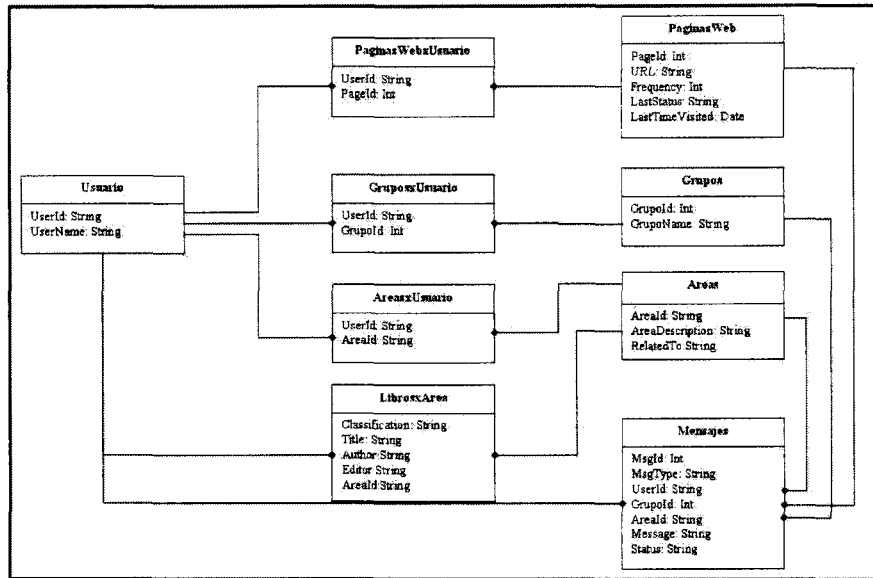 PaginasWebxUsuario
UserId: String
PageId: Int
PaginasWeb
PageId: Int
URL: String
Frequency: Int
LastStatus: String
LastTimeVisited: Date
Usuario
UserId: String
UserName: String
GruposxUsuario
UserId: String
GrupoId: Int
Grupos
GrupoId: Int
GrupoName: String
AreasxUsuario
UserId: String
AreaId: String
Areas
AreaId: String
AreaDescription: String
RelatedTo: String
LibrosxArea
Classification: String
Title: String
Author:String
Editor: String
AreaId:String
Mensajes
MsgId: Int
MsgType: String
UserId: String
GrupoId: Int
AreaId: String
Message: String
Status: String